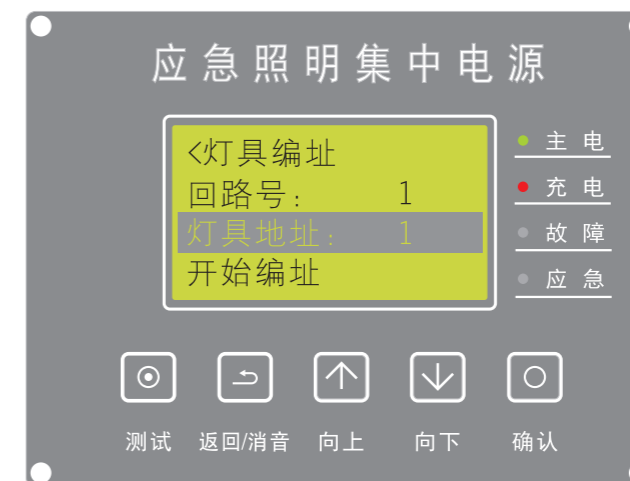 应急照明集中电源
<灯具编址
回路号: 1
灯具地址: 1
开始编址
主电
充电
故障
应急
测试 返回/消音 向上 向下 确认